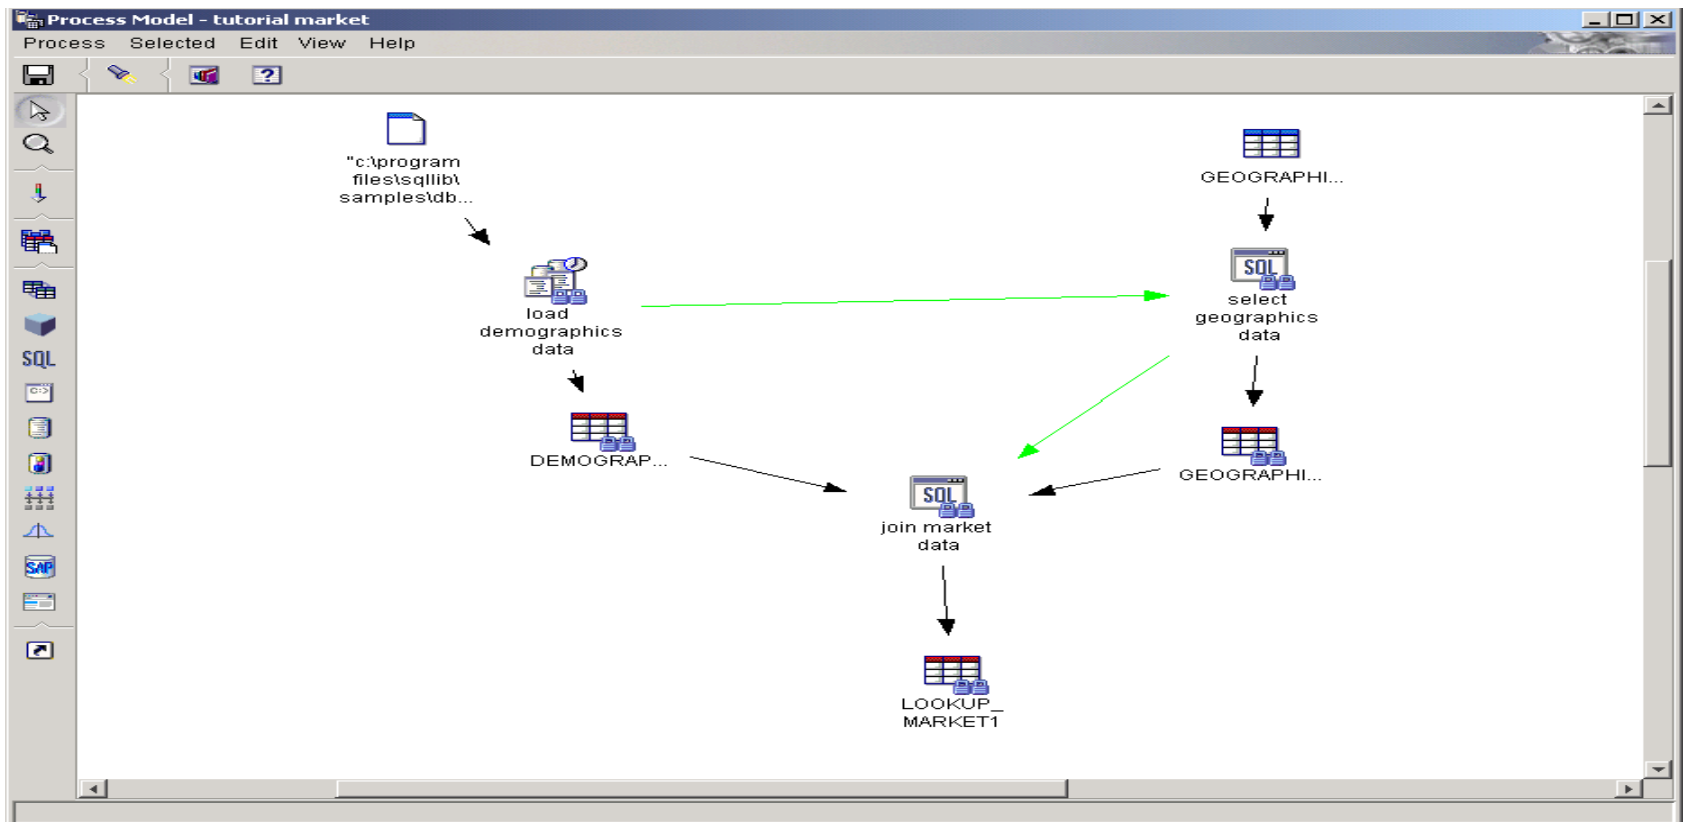 Process Model - tutorial market
Process Selected Edit View Help
"c:\program
files\sqllib\
samples\db...
GEOGRAPHI...
SQL
select
geographics
data
load
demographics
data
SQL
C:>
DEMOGRAP...
GEOGRAPHI...
SQL
join market
data
SAP
LOOKUP_
MARKET1